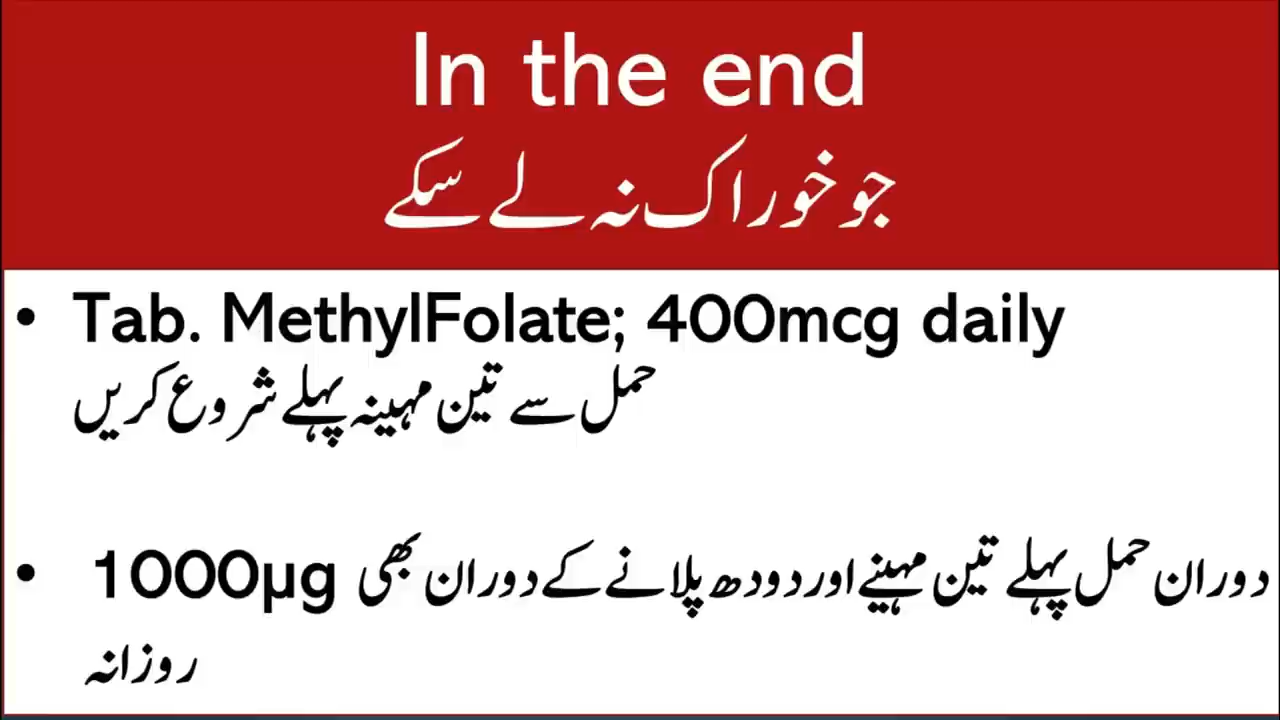 In the end
جو خوراک نہ لے سکے
• Tab. MethylFolate; 400mcg daily
حمل سے تین مہینہ پہلے شروع کریں
• دوران حمل پہلے تین مہینے اور دودھ پلانے کے دوران بھی 1000µg
روزانہ